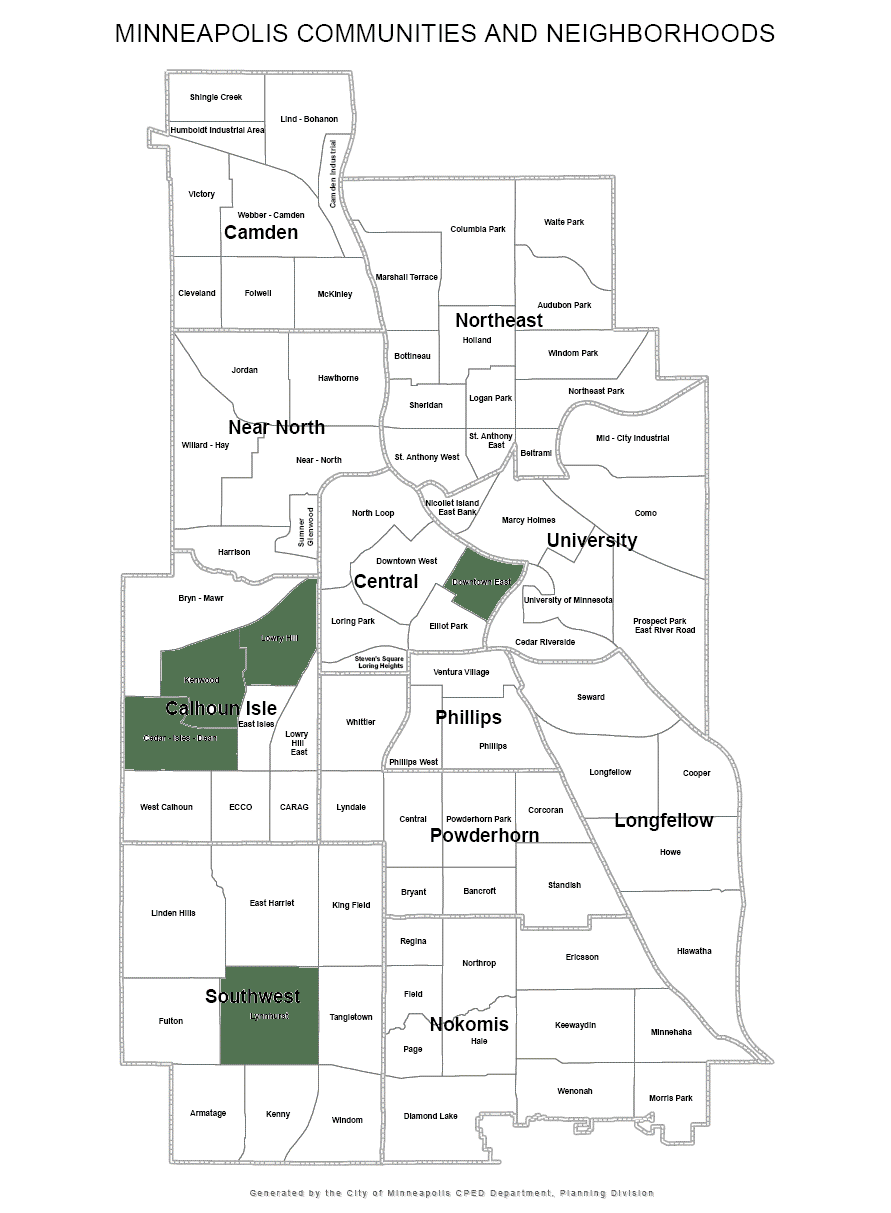 MINNEAPOLIS COMMUNITIES AND NEIGHBORHOODS
Shingle Creek
Lind - Bohanon
Humboldt Industrial Area
Camden Industrial
Victory
Webber - Camden
Camden
Columbia Park
Waite Park
Cleveland
Folwell
McKinley
Marshall Terrace
Audubon Park
Northeast
Holland
Bottineau
Windom Park
Jordan
Hawthorne
Northeast Park
Sheridan
Logan Park
Near North
Willard - Hay
Near - North
St. Anthony West
St. Anthony
East
Beltrami
Mid - City Industrial
Sumner
Glenwood
North Loop
Nicollet Island
East Bank
Marcy Holmes
Como
University
Harrison
Downtown West
Central
Downtown East
Bryn - Mawr
University of Minnesota
Loring Park
Elliot Park
Prospect Park
East River Road
Lowry Hill
Cedar Riverside
Steven's Square
Loring Heights
Ventura Village
Kenwood
Seward
Calhoun Isle
East Isles
Whittier
Phillips
Cedar - Isles - Dean
Lowry
Hill
East
Phillips
Phillips West
Longfellow
Cooper
West Calhoun
ECCO
CARAG
Lyndale
Central
Powderhorn Park
Corcoran
Powderhorn
Longfellow
Howe
Bryant
Bancroft
Standish
Linden Hills
East Harriet
King Field
Regina
Northrop
Ericsson
Hiawatha
Southwest
Lynnhurst
Fulton
Tangletown
Field
Nokomis
Hale
Keewaydin
Minnehaha
Page
Wenonah
Morris Park
Armatage
Kenny
Windom
Diamond Lake
Generated by the City of Minneapolis CPED Department, Planning Division